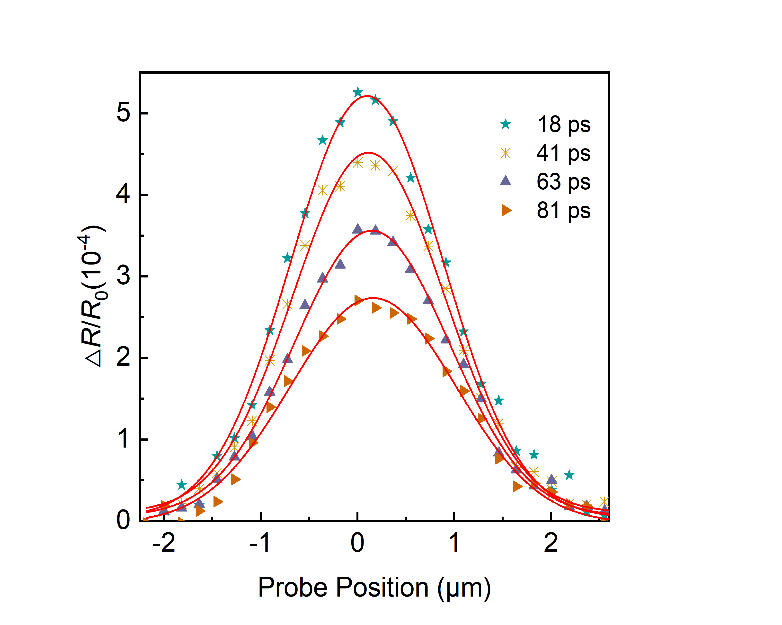 5
4
3
2
1
0
△R/R₀(10⁻⁴)
18 ps
41 ps
63 ps
81 ps
-2
-1
0
1
2
Probe Position (μm)